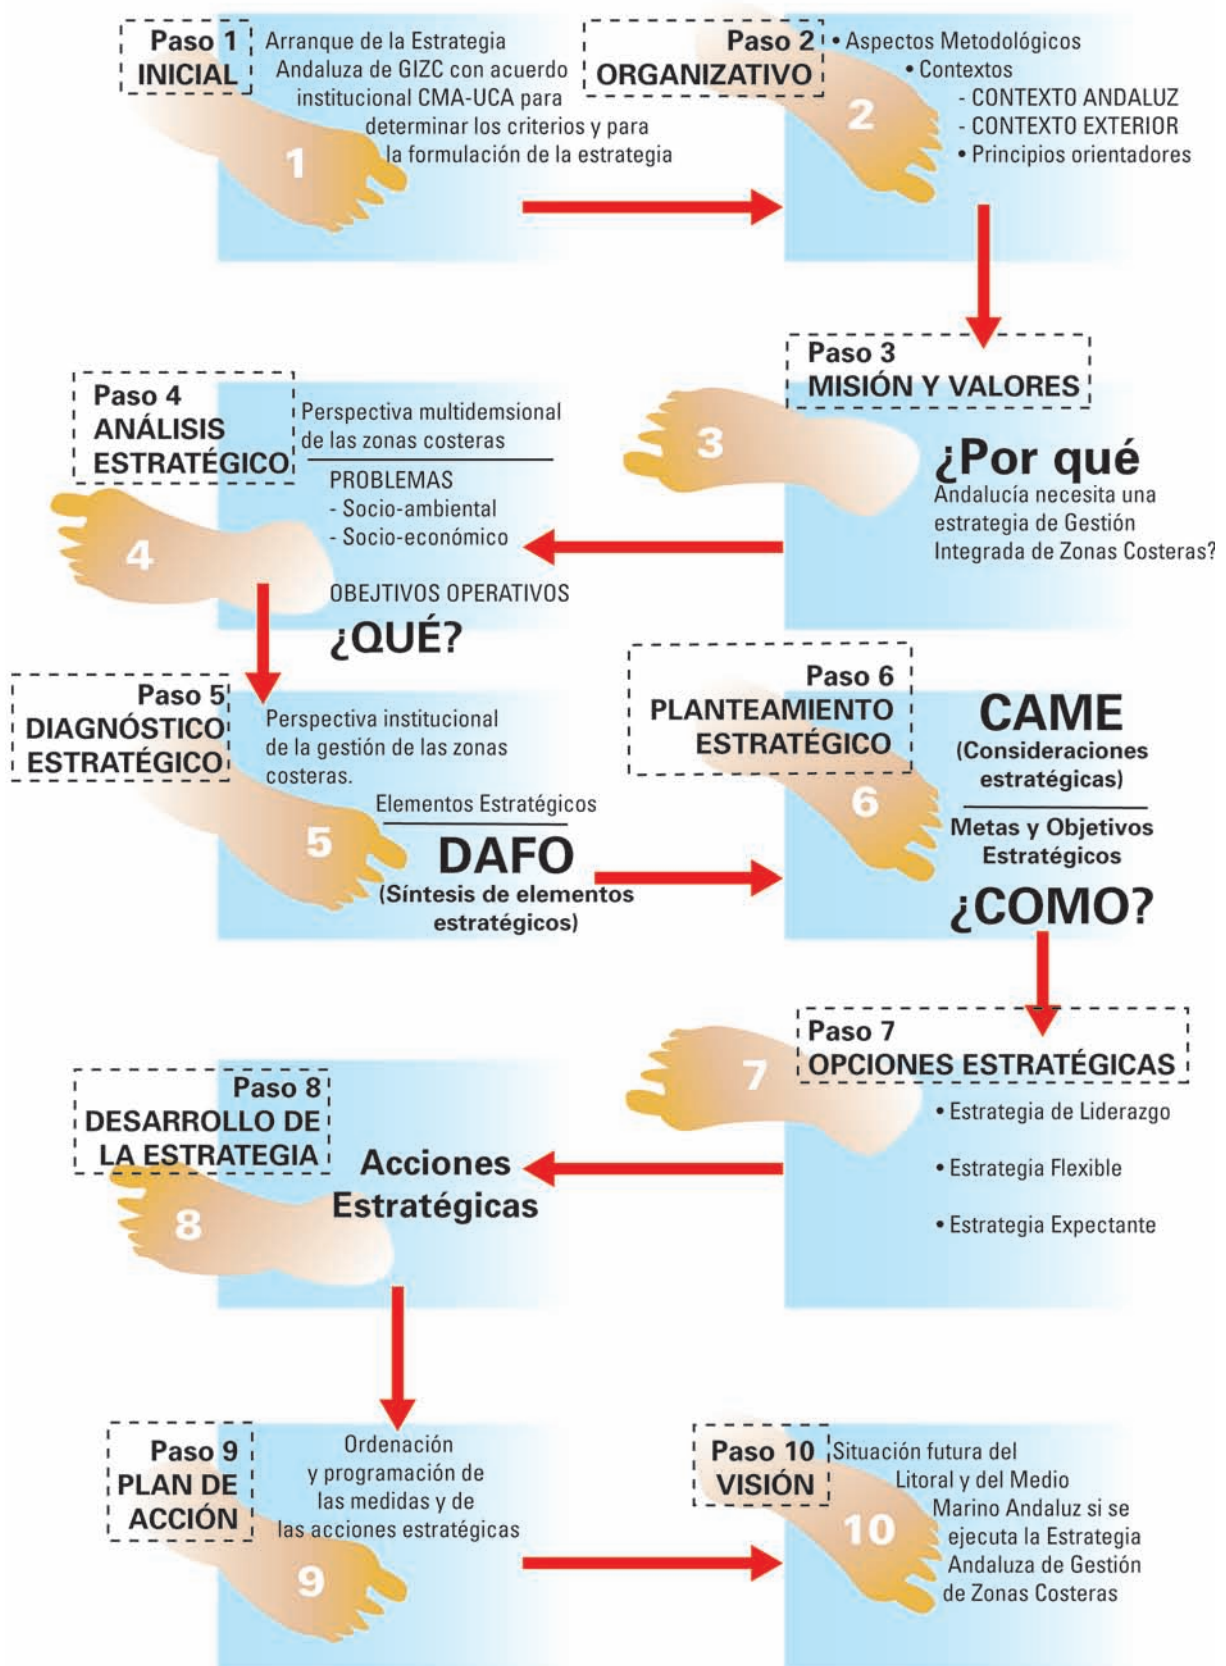 Paso 1
INICIAL
Arranque de la Estrategia
Andaluza de GIZC con acuerdo
institucional CMA-UCA para
determinar los criterios y para
la formulación de la estrategia
1
Paso 2
ORGANIZATIVO
• Aspectos Metodológicos
• Contextos
- CONTEXTO ANDALUZ
- CONTEXTO EXTERIOR
• Principios orientadores
2
Paso 3
MISIÓN Y VALORES
3
¿Por qué
Andalucía necesita una
estrategia de Gestión
Integrada de Zonas Costeras?
Paso 4
ANÁLISIS
ESTRATÉGICO
Perspectiva multidemsional
de las zonas costeras
PROBLEMAS
- Socio-ambiental
- Socio-económico
4
OBEJTIVOS OPERATIVOS
¿QUÉ?
Paso 5
DIAGNÓSTICO
ESTRATÉGICO
Perspectiva institucional
de la gestión de las zonas
costeras.
Elementos Estratégicos
5
DAFO
(Síntesis de elementos
estratégicos)
Paso 6
PLANTEAMIENTO
ESTRATÉGICO
6
CAME
(Consideraciones
estratégicas)
Metas y Objetivos
Estratégicos
¿COMO?
Paso 7
OPCIONES ESTRATÉGICAS
7
• Estrategia de Liderazgo
• Estrategia Flexible
• Estrategia Expectante
Paso 8
DESARROLLO DE
LA ESTRATEGIA
8
Acciones
Estratégicas
Paso 9
PLAN DE
ACCIÓN
Ordenación
y programación de
las medidas y de
las acciones estratégicas
9
Paso 10
VISIÓN
Situación futura del
Litoral y del Medio
Marino Andaluz si se
ejecuta la Estrategia
Andaluza de Gestión
de Zonas Costeras
10